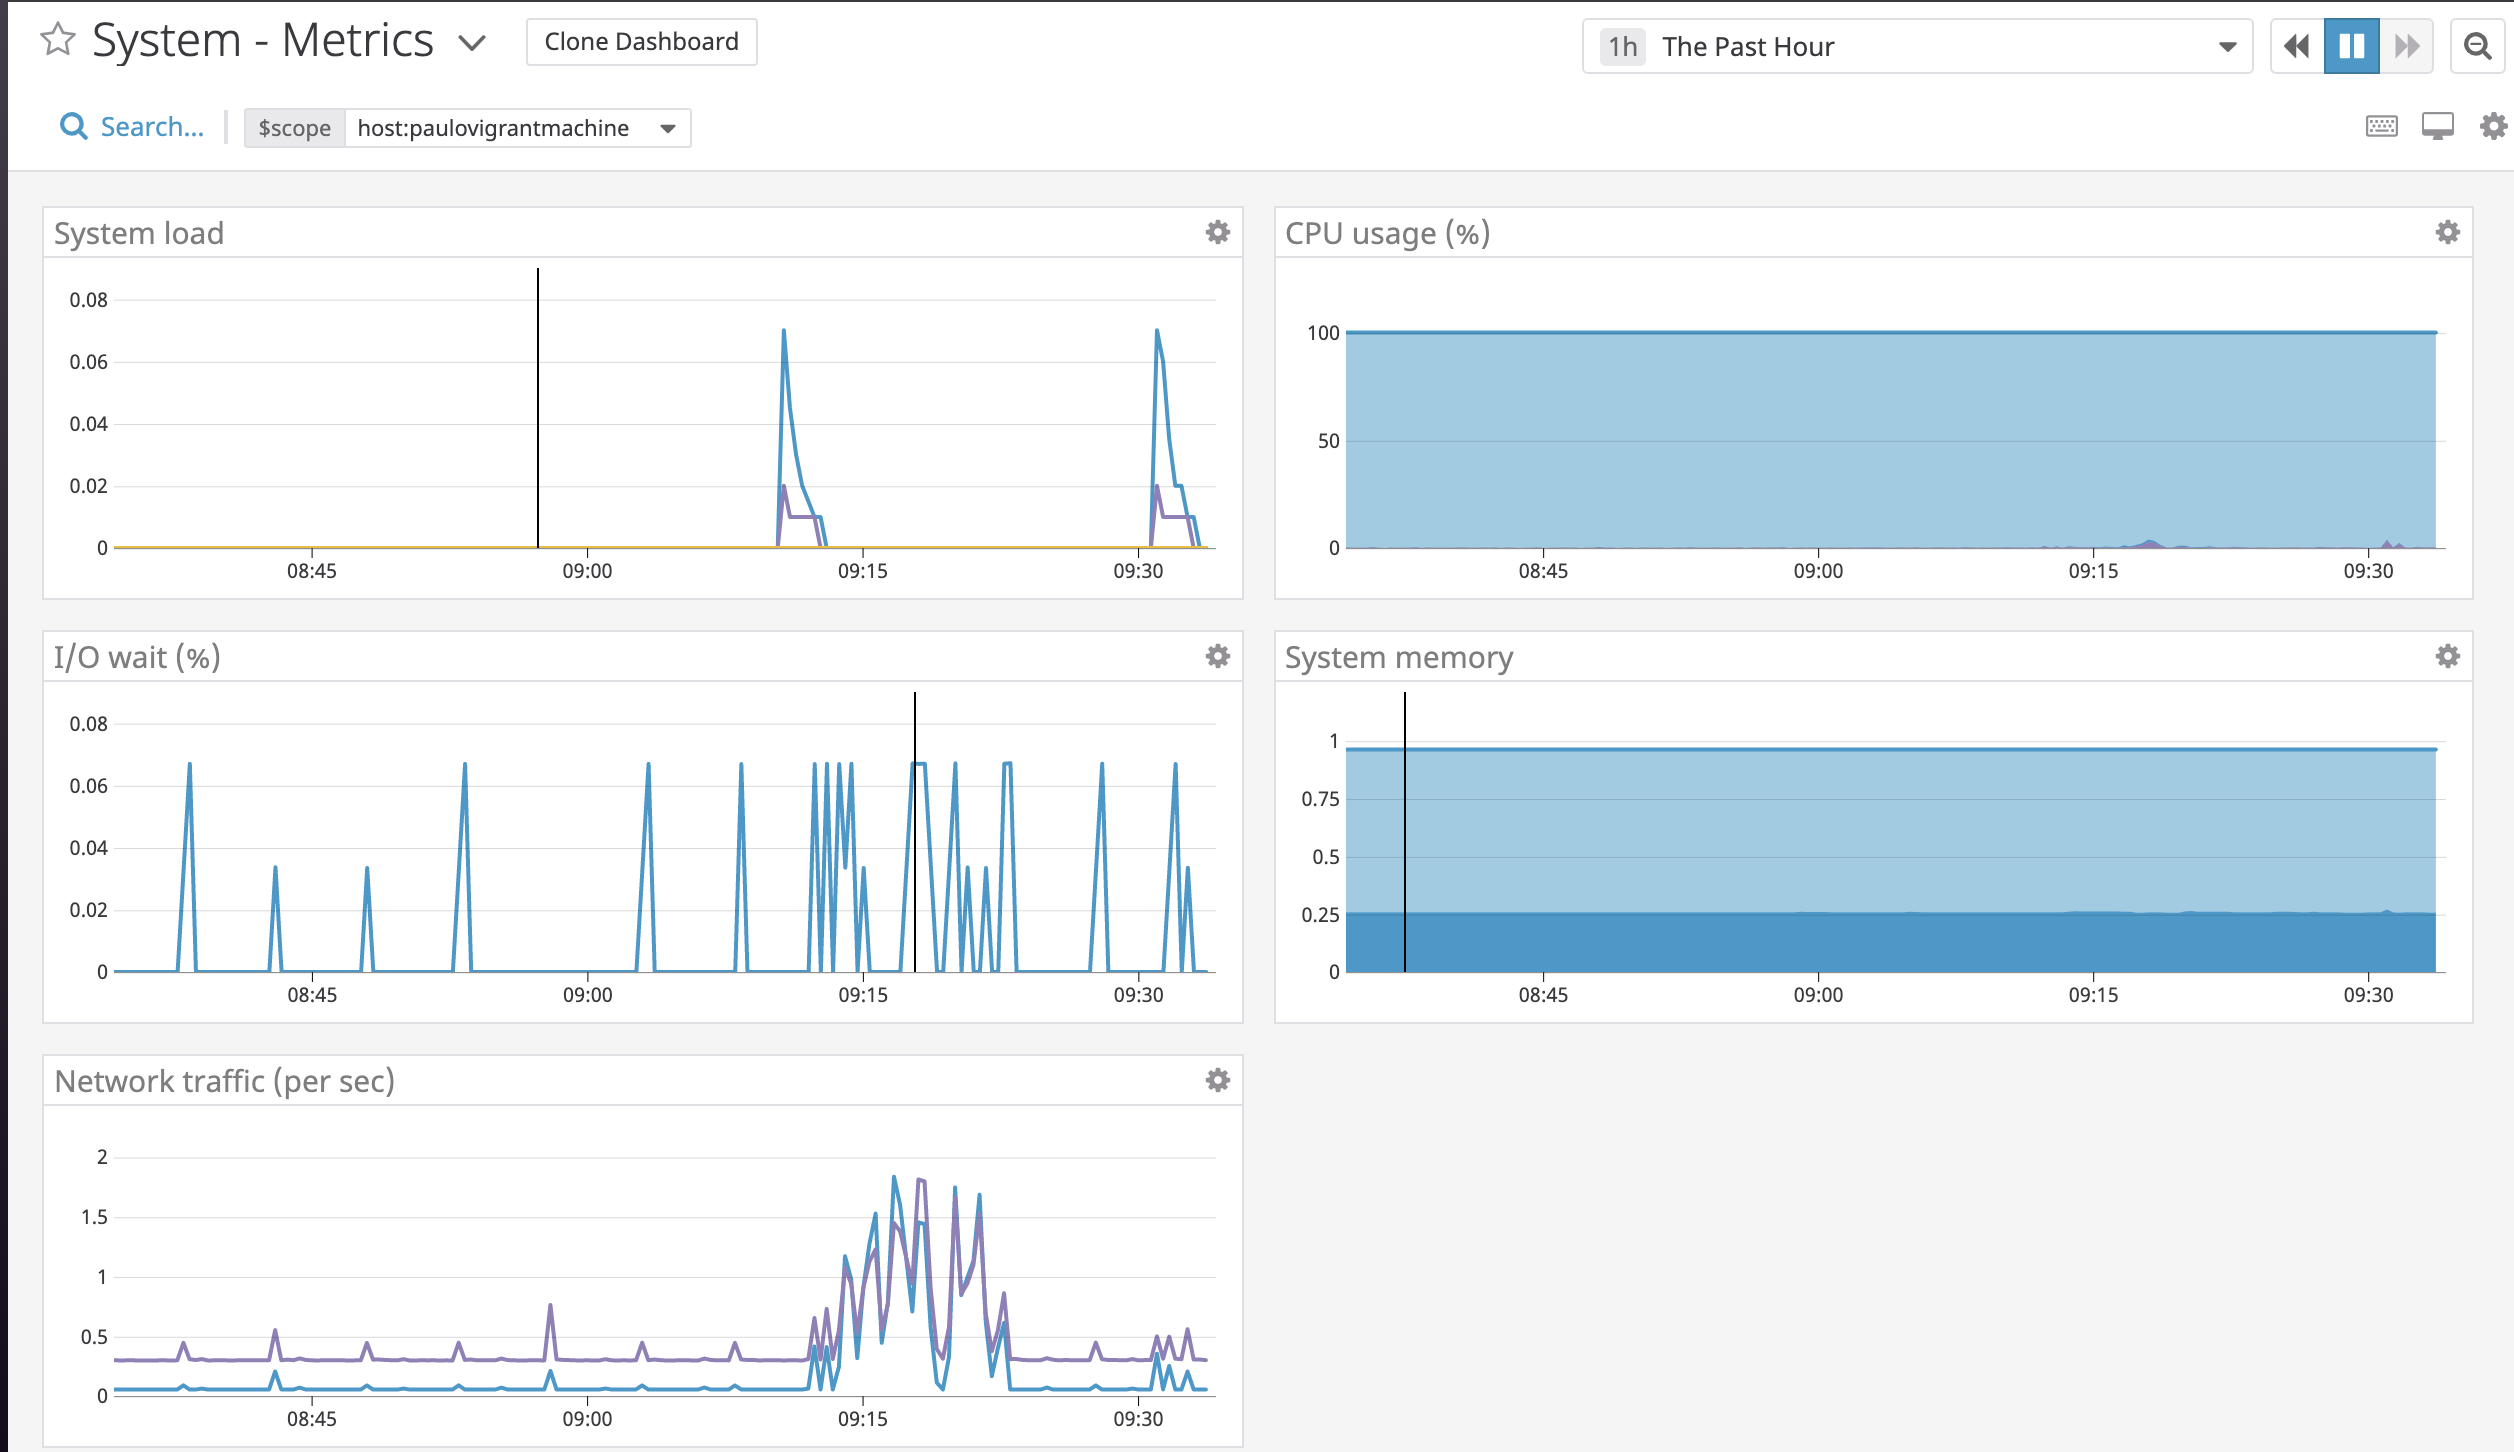 System - Metrics Clone Dashboard 1h The Past Hour
Search... $scope host:paulovigrantmachine
System load
0.08
0.06
0.04
0.02
0
08:45 09:00 09:15 09:30
CPU usage (%)
100
50
0
08:45 09:00 09:15 09:30
I/O wait (%)
0.08
0.06
0.04
0.02
0
08:45 09:00 09:15 09:30
System memory
1
0.75
0.5
0.25
0
08:45 09:00 09:15 09:30
Network traffic (per sec)
2
1.5
1
0.5
0
08:45 09:00 09:15 09:30